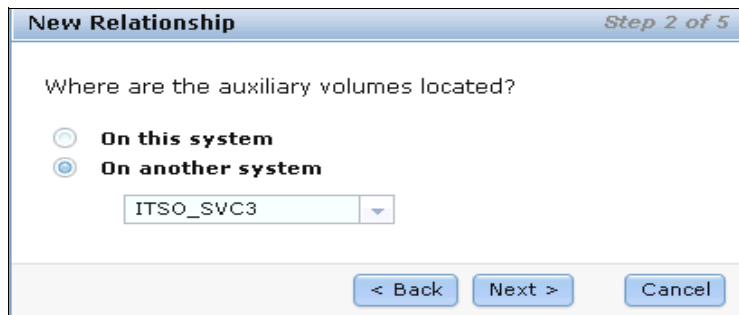 New Relationship Step 2 of 5
Where are the auxiliary volumes located?
On this system
On another system
ITSO_SVC3
< Back Next > Cancel